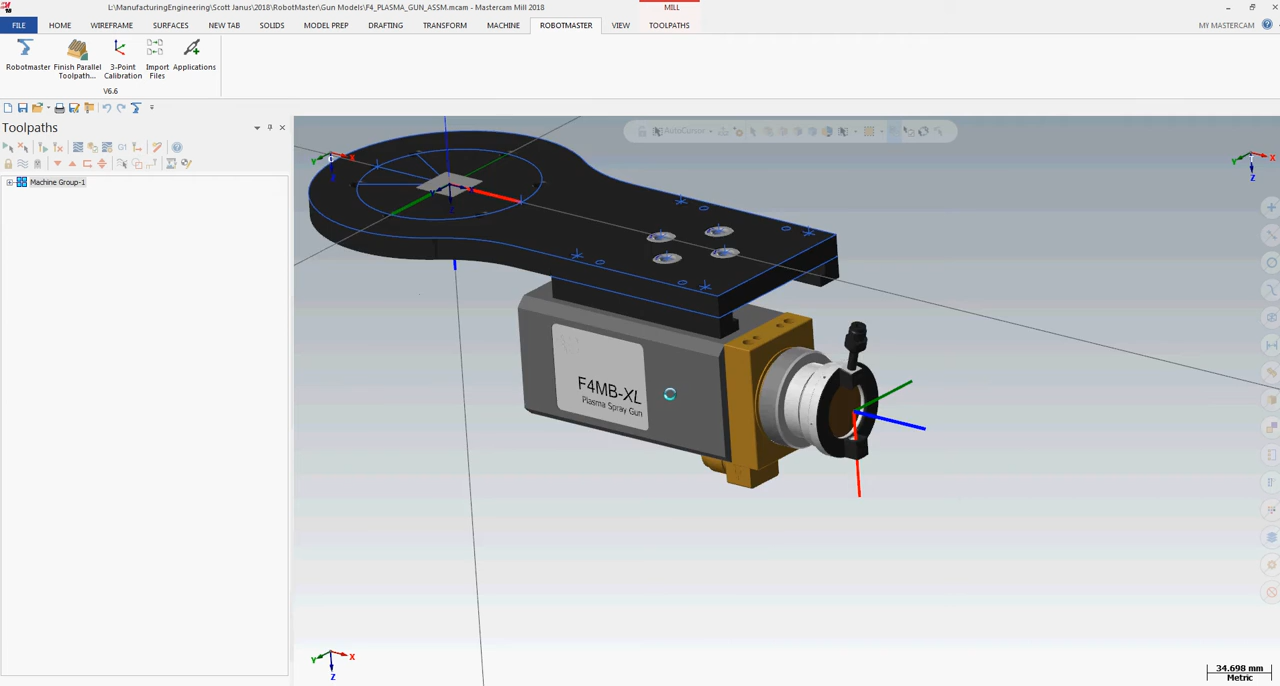 L:\ManufacturingEngineering\Scott Janus\2018\RobotMaster\Gun Models\F4_PLASMA_GUN_ASSM.mcam - Mastercam Mill 2018
MILL
FILE HOME WIREFRAME SURFACES NEW TAB SOLIDS MODEL PREP DRAFTING TRANSFORM MACHINE ROBOTMASTER VIEW TOOLPATHS MY MASTERCAM
Robotmaster Finish Parallel 3-Point Import Applications
Toolpath... Calibration Files
V6.6
Toolpaths
AutoCursor
G1
Machine Group-1
Y X
Z
Y X
Z
F4MB-XL
Plasma Spray Gun
Y X
Z
34.698 mm
Metric